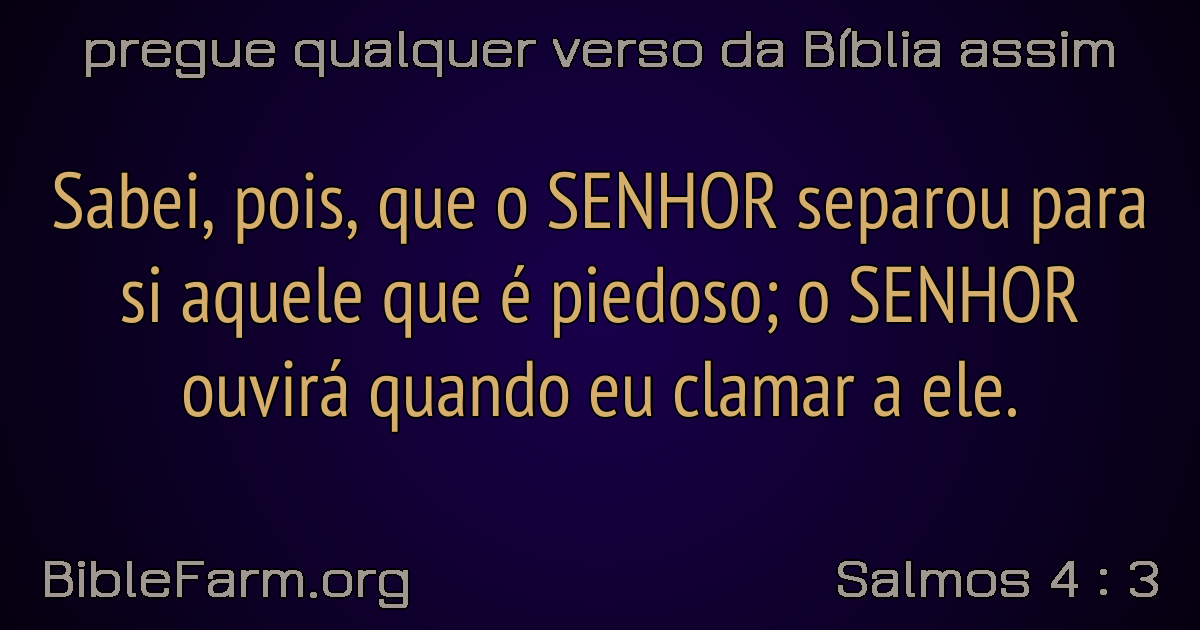 pregue qualquer verso da Bíblia assim
Sabei, pois, que o SENHOR separou para
si aquele que é piedoso; o SENHOR
ouvirá quando eu clamar a ele.
BibleFarm.org
Salmos 4 : 3